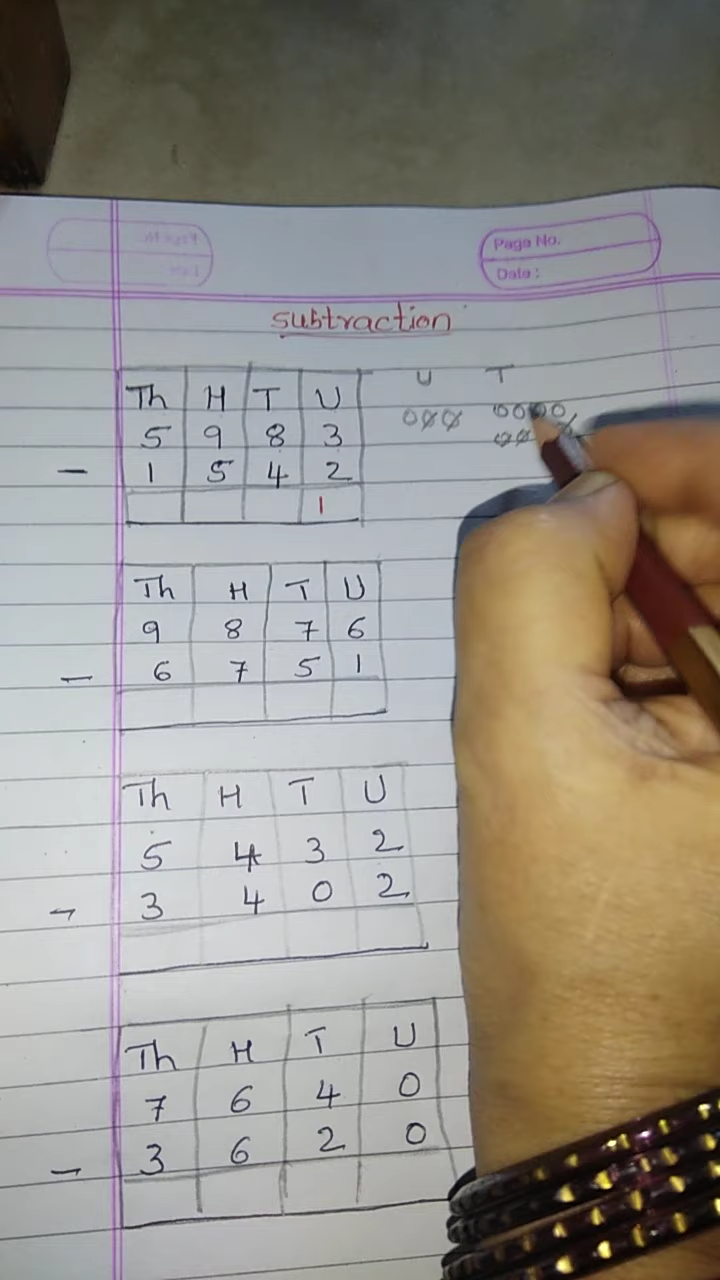 Page No.
Date :
subtraction
Th H T U
5 9 8 3
- 1 5 4 2
1
U T
Th H T U
9 8 7 6
- 6 7 5 1
Th H T U
5 4 3 2
- 3 4 0 2
Th H T U
7 6 4 0
- 3 6 2 0